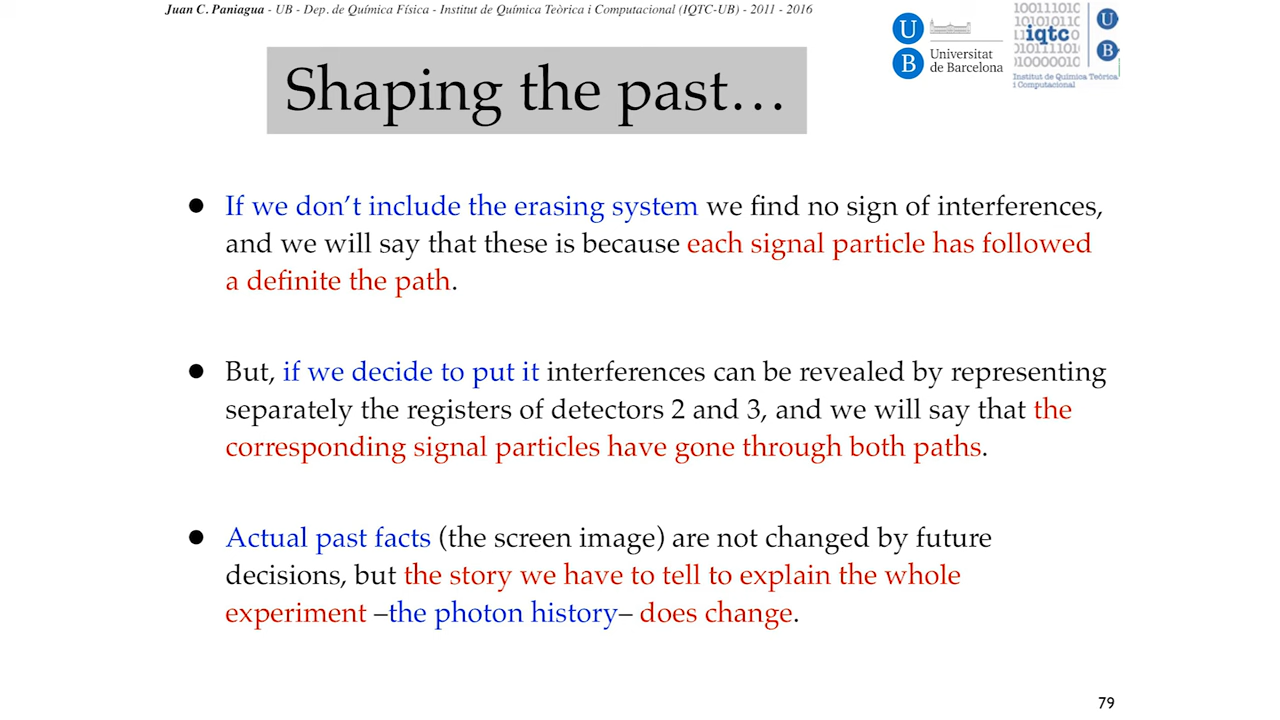 Juan C. Paniagua - UB - Dep. de Química Física - Institut de Química Teòrica i Computacional (IQTC-UB) - 2011 - 2016
U
B
Universitat
de Barcelona
iqtc
U
B
Institut de Química Teòrica
i Computacional
Shaping the past…
● If we don’t include the erasing system we find no sign of interferences,
and we will say that these is because each signal particle has followed
a definite the path.
● But, if we decide to put it interferences can be revealed by representing
separately the registers of detectors 2 and 3, and we will say that the
corresponding signal particles have gone through both paths.
● Actual past facts (the screen image) are not changed by future
decisions, but the story we have to tell to explain the whole
experiment –the photon history– does change.
79